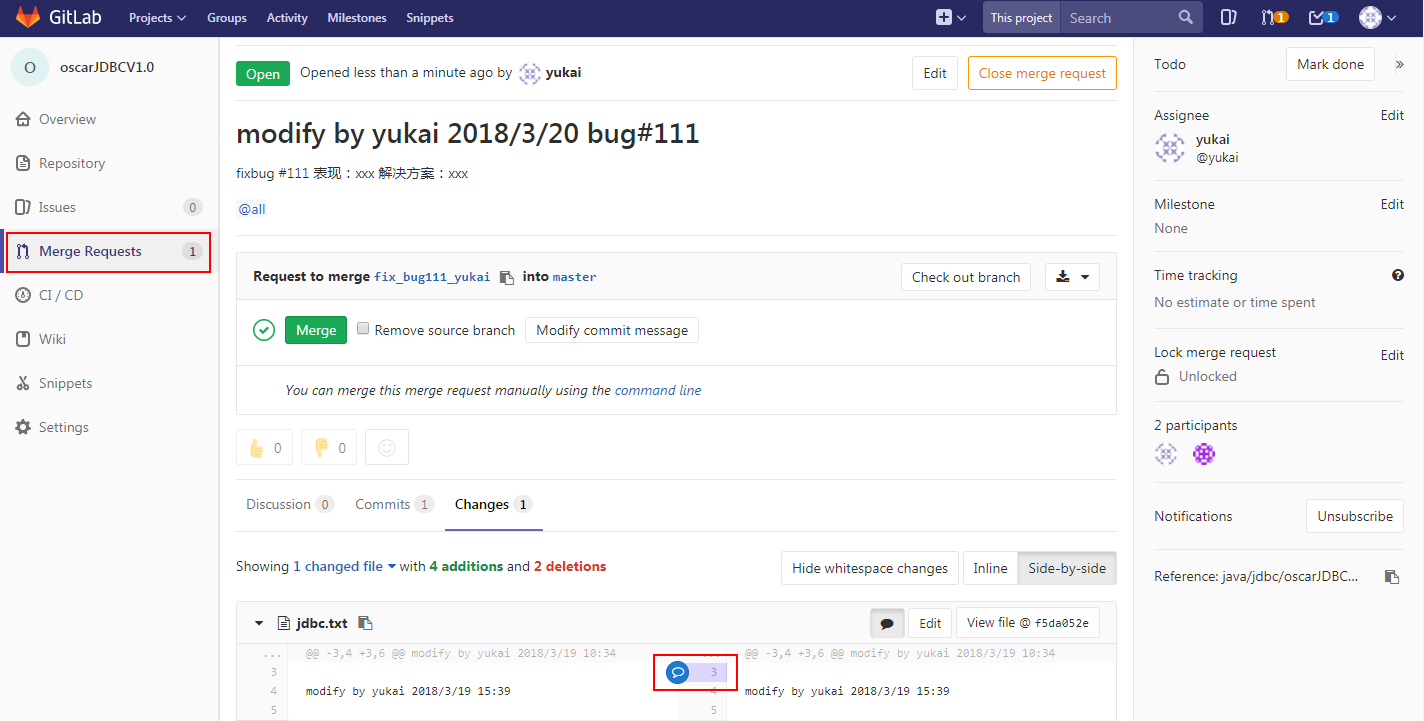 GitLab Projects Groups Activity Milestones Snippets This project Search 1 1
O oscarJDBCV1.0
Overview
Repository
Issues 0
Merge Requests 1
CI / CD
Wiki
Snippets
Settings
Open Opened less than a minute ago by yukai Edit Close merge request
modify by yukai 2018/3/20 bug#111
fixbug #111 表现：xxx 解决方案：xxx
@all
Request to merge fix_bug111_yukai into master Check out branch
Merge Remove source branch Modify commit message
You can merge this merge request manually using the command line
0 0
Discussion 0 Commits 1 Changes 1
Showing 1 changed file with 4 additions and 2 deletions Hide whitespace changes Inline Side-by-side
jdbc.txt Edit View file @ f5da052e
... @@ -3,4 +3,6 @@ modify by yukai 2018/3/19 10:34 ... @@ -3,4 +3,6 @@ modify by yukai 2018/3/19 10:34
3 3
4 modify by yukai 2018/3/19 15:39 4 modify by yukai 2018/3/19 15:39
5 5
Todo Mark done »
Assignee Edit
yukai
@yukai
Milestone Edit
None
Time tracking ?
No estimate or time spent
Lock merge request Edit
Unlocked
2 participants
Notifications Unsubscribe
Reference: java/jdbc/oscarJDBC...